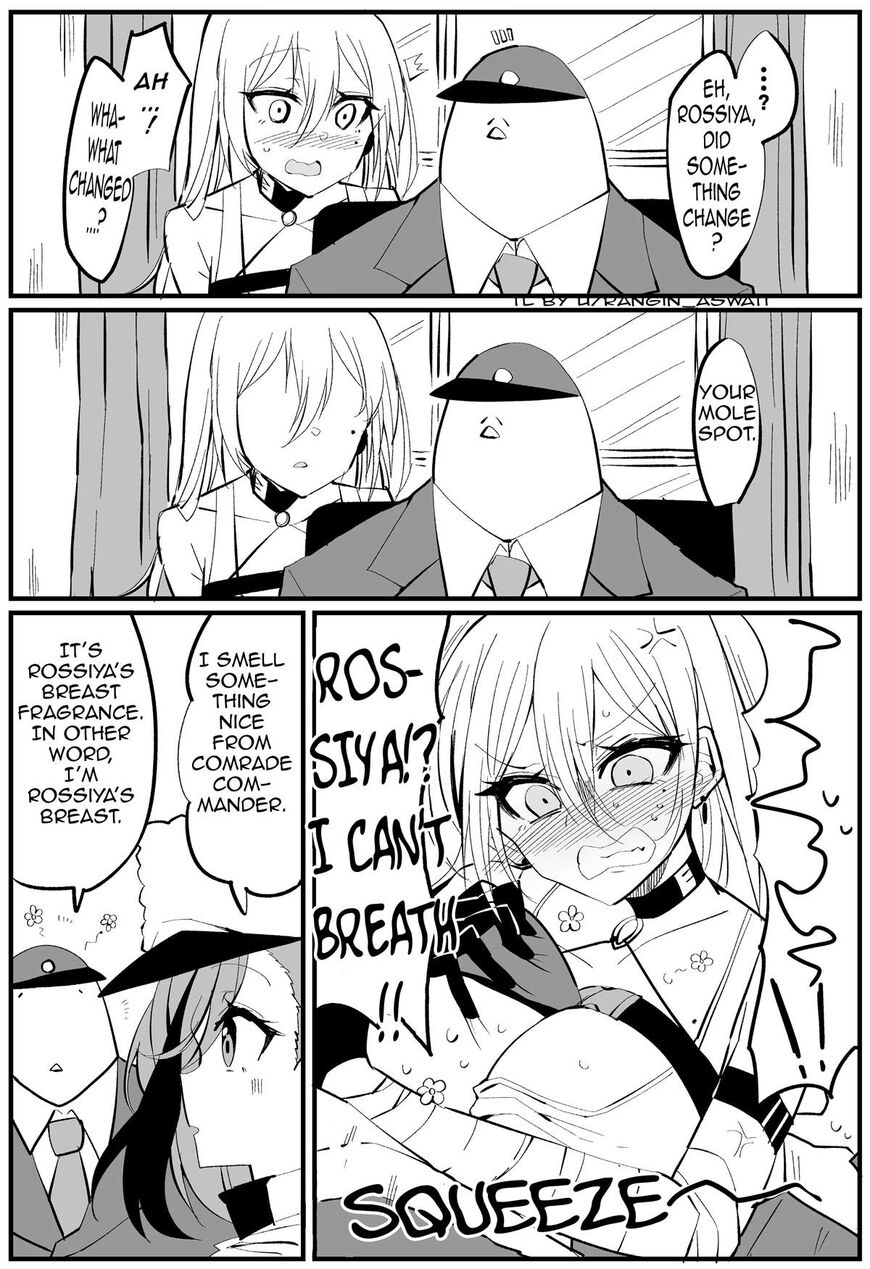 ....?
EH,
ROSSIYA,
DID
SOME-
THING
CHANGE
?
AH
...!
WHA-
WHAT
CHANGED
....?
TL BY U/RANGIN_ASWATI
YOUR
MOLE
SPOT.
ROS-
SIYA!?
I CAN'T
BREATH
!!
SQUEEZE
I SMELL
SOME-
THING
NICE
FROM
COMRADE
COM-
MANDER.
IT'S
ROSSIYA'S
BREAST
FRAGRANCE.
IN OTHER
WORD,
I'M
ROSSIYA'S
BREAST.